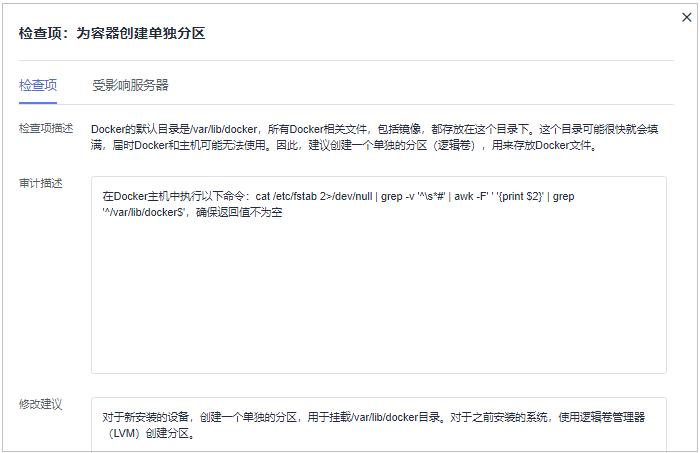 检查项：为容器创建单独分区
检查项
受影响服务器
检查项描述
Docker的默认目录是/var/lib/docker，所有Docker相关文件，包括镜像，都存放在这个目录下。这个目录可能很快就会填
满，届时Docker和主机可能无法使用。因此，建议创建一个单独的分区（逻辑卷），用来存放Docker文件。
审计描述
在Docker主机中执行以下命令：cat /etc/fstab 2>/dev/null | grep -v '^\s*#' | awk -F' ' '{print $2}' | grep
'^/var/lib/docker$'，确保返回值不为空
修改建议
对于新安装的设备，创建一个单独的分区，用于挂载/var/lib/docker目录。对于之前安装的系统，使用逻辑卷管理器
（LVM）创建分区。